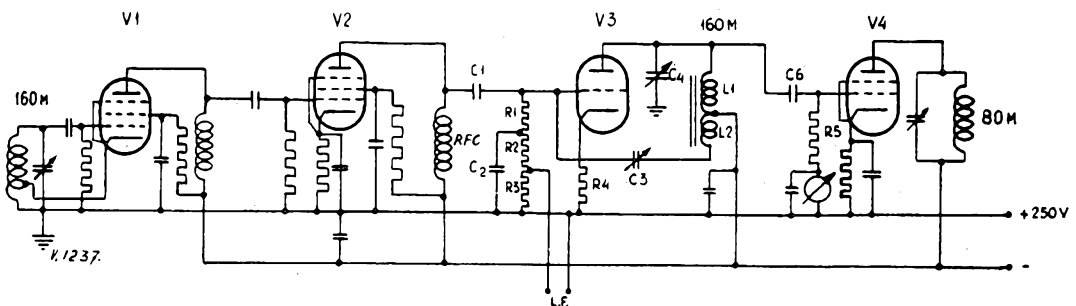 V1
V2
V3
160M
V4
160M
C1
C4
L1
C6
R1
RFC
R2
L2
R5
80M
C2
R3
C3
R4
+250V
V.1237.
-
L.F.